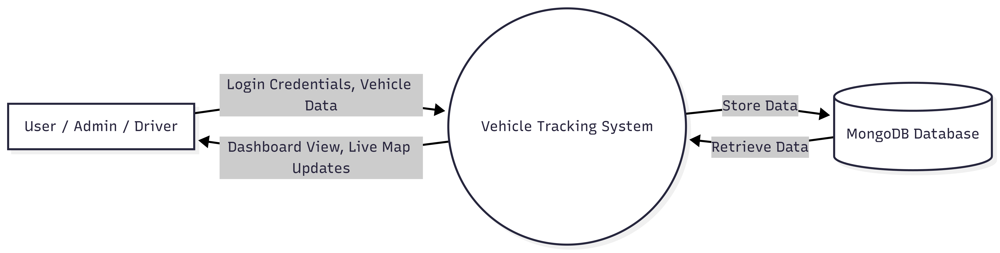 Login Credentials, Vehicle
Data
User / Admin / Driver
Dashboard View, Live Map
Updates
Vehicle Tracking System
Store Data
Retrieve Data
MongoDB Database